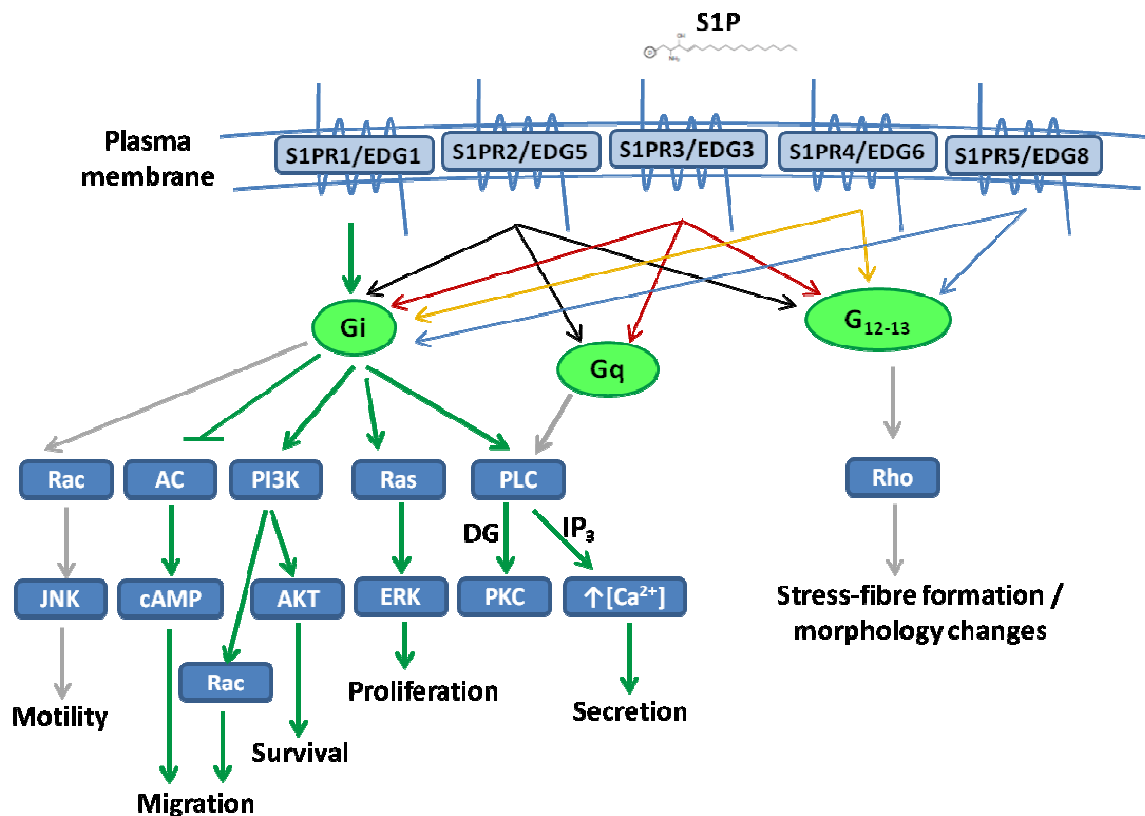 S1P
OH
NH₂
P
Plasma
membrane
S1PR1/EDG1
S1PR2/EDG5
S1PR3/EDG3
S1PR4/EDG6
S1PR5/EDG8
Gi
Gq
G₁₂₋₁₃
Rac
AC
PI3K
Ras
PLC
Rho
DG
IP₃
JNK
cAMP
AKT
ERK
PKC
↑[Ca²⁺]
Stress-fibre formation /
morphology changes
Rac
Proliferation
Motility
Secretion
Survival
Migration